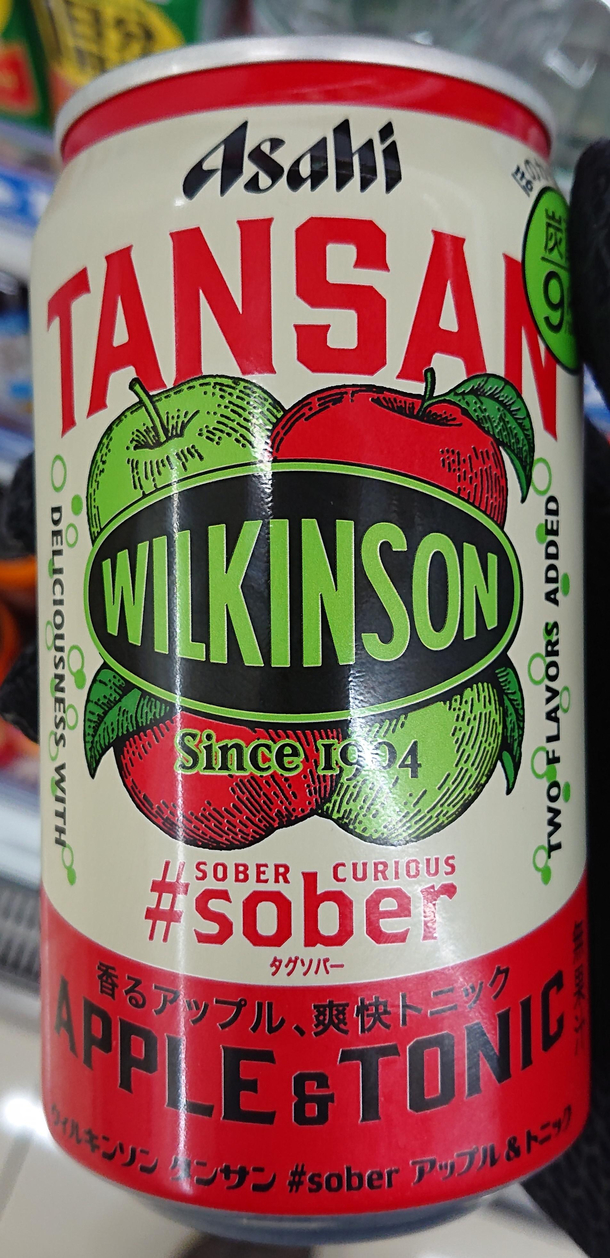 Asahi
TANSAN
炭
9
DELICIOUSNESS WITH
TWO FLAVORS ADDED
WILKINSON
Since 1904
SOBER CURIOUS
#sober
タグソバー
香るアップル、爽快トニック
APPLE & TONIC
ウィルキンソン タンサン #sober アップル&トニック